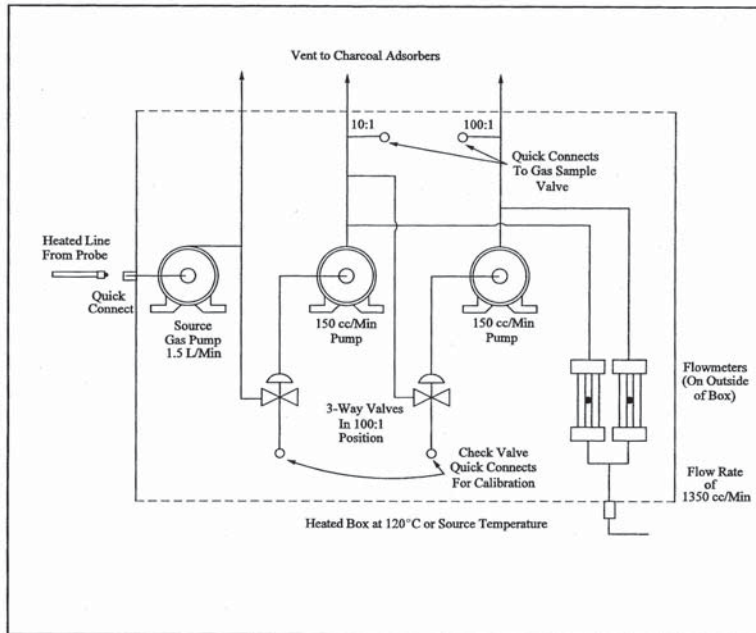 Vent to Charcoal Adsorbers
10:1
100:1
Quick Connects
To Gas Sample
Valve
Heated Line
From Probe
Quick
Connect
Source
Gas Pump
1.5 L/Min
150 cc/Min
Pump
150 cc/Min
Pump
3-Way Valves
In 100:1
Position
Flowmeters
(On Outside
of Box)
Check Valve
Quick Connects
For Calibration
Flow Rate
of
1350 cc/Min
Heated Box at 120°C or Source Temperature